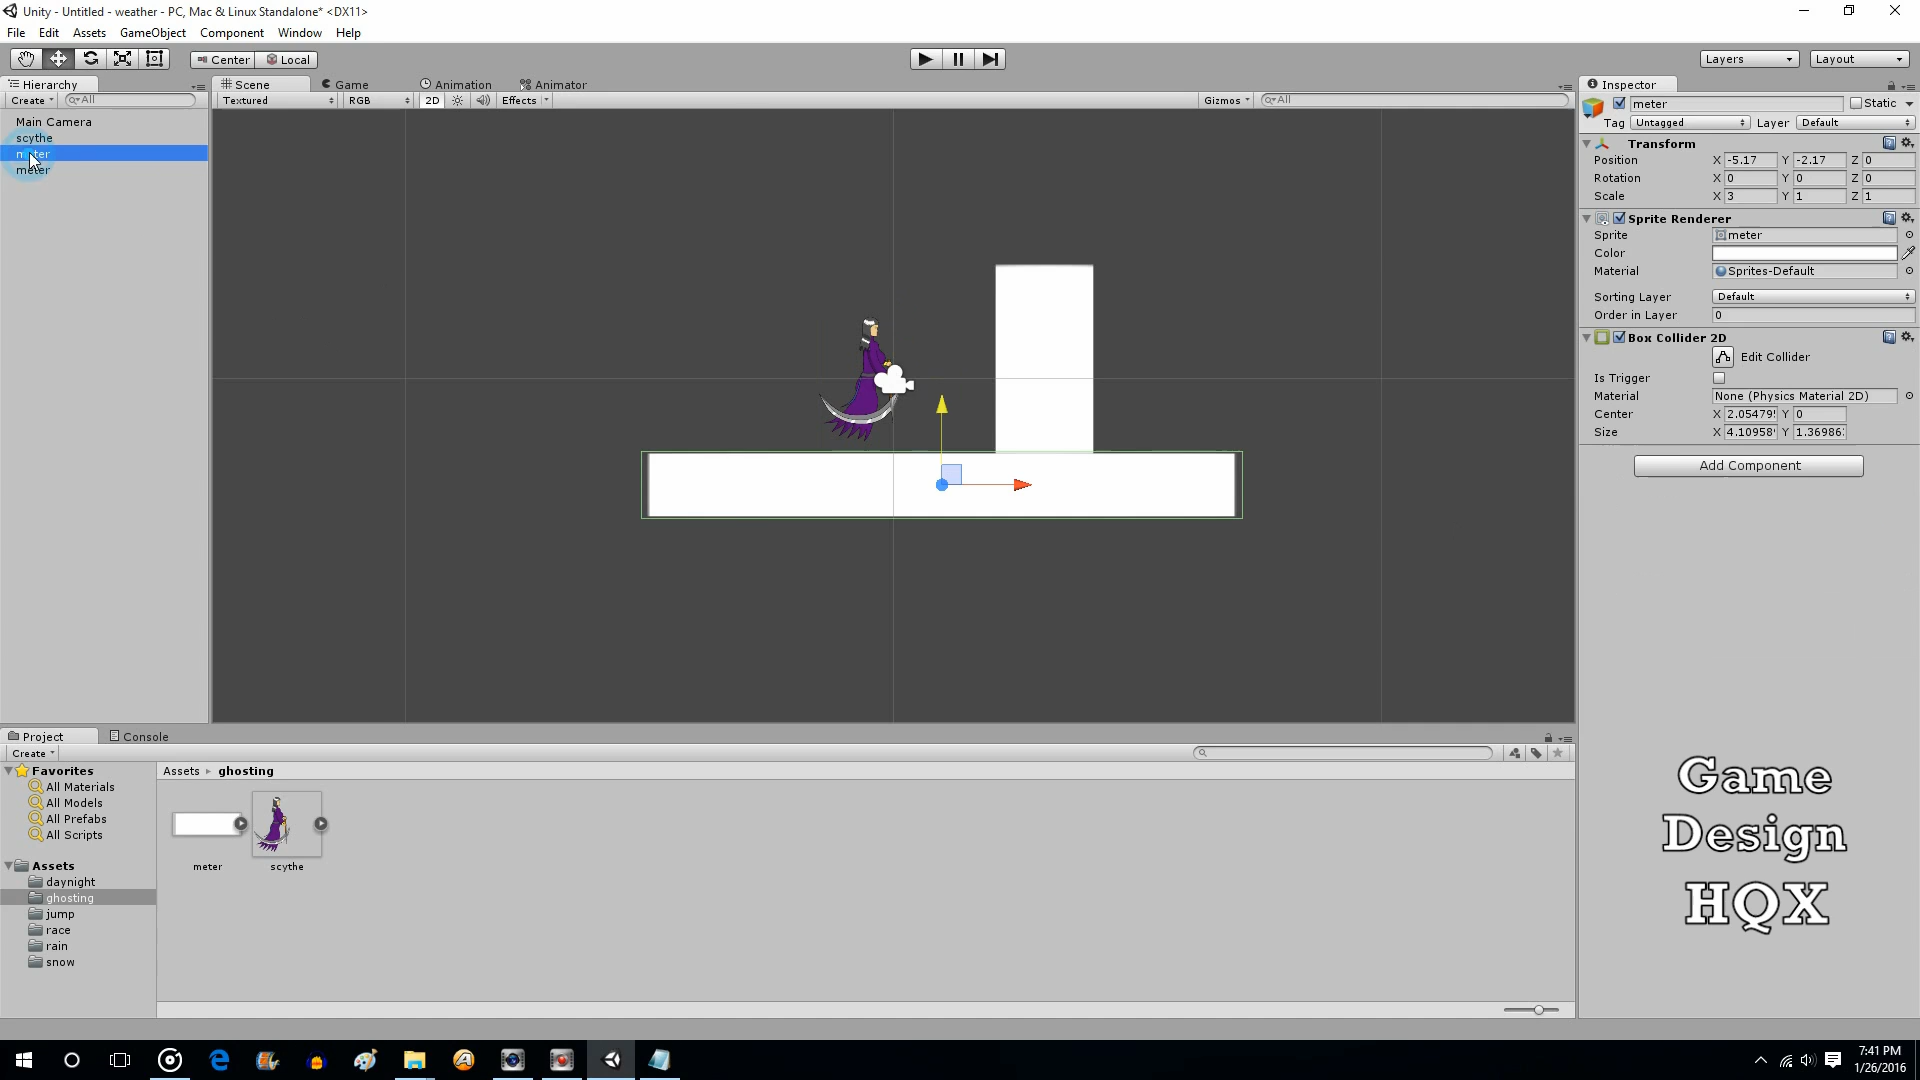 Unity - Untitled - weather - PC, Mac & Linux Standalone* <DX11>
File Edit Assets GameObject Component Window Help
Center Local
Layers Layout
Hierarchy
Create All
Main Camera
scythe
meter
meter
Scene Game Animation Animator
Textured RGB 2D Effects Gizmos All
Inspector
meter Static
Tag Untagged Layer Default
Transform
Position X -5.17 Y -2.17 Z 0
Rotation X 0 Y 0 Z 0
Scale X 3 Y 1 Z 1
Sprite Renderer
Sprite meter
Color
Material Sprites-Default
Sorting Layer Default
Order in Layer 0
Box Collider 2D
Edit Collider
Is Trigger
Material None (Physics Material 2D)
Center X 2.05479 Y 0
Size X 4.10958 Y 1.36986
Add Component
Project Console
Create
Favorites
All Materials
All Models
All Prefabs
All Scripts
Assets
daynight
ghosting
jump
race
rain
snow
Assets ghosting
meter scythe
Game
Design
HQX
7:41 PM
1/26/2016